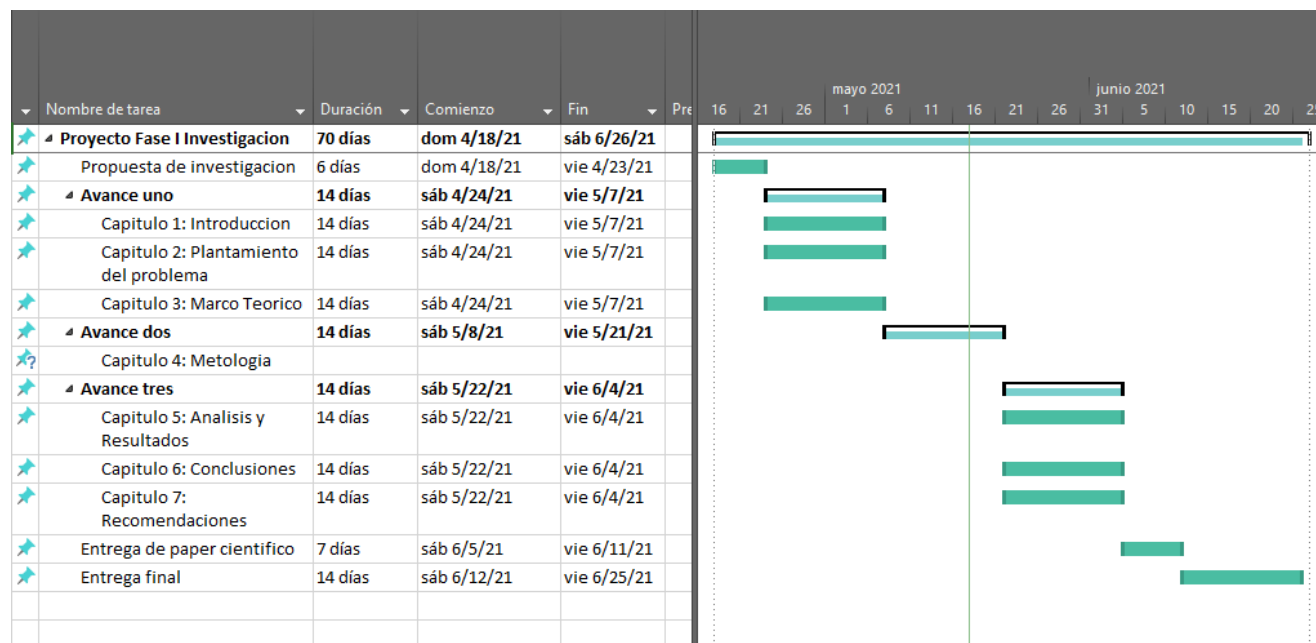 mayo 2021 junio 2021
Nombre de tarea Duración Comienzo Fin Pre 16 21 26 1 6 11 16 21 26 31 5 10 15 20 25
Proyecto Fase I Investigacion 70 días dom 4/18/21 sáb 6/26/21
Propuesta de investigacion 6 días dom 4/18/21 vie 4/23/21
Avance uno 14 días sáb 4/24/21 vie 5/7/21
Capitulo 1: Introduccion 14 días sáb 4/24/21 vie 5/7/21
Capitulo 2: Plantamiento 14 días sáb 4/24/21 vie 5/7/21
del problema
Capitulo 3: Marco Teorico 14 días sáb 4/24/21 vie 5/7/21
Avance dos 14 días sáb 5/8/21 vie 5/21/21
?
Capitulo 4: Metologia
Avance tres 14 días sáb 5/22/21 vie 6/4/21
Capitulo 5: Analisis y 14 días sáb 5/22/21 vie 6/4/21
Resultados
Capitulo 6: Conclusiones 14 días sáb 5/22/21 vie 6/4/21
Capitulo 7: 14 días sáb 5/22/21 vie 6/4/21
Recomendaciones
Entrega de paper cientifico 7 días sáb 6/5/21 vie 6/11/21
Entrega final 14 días sáb 6/12/21 vie 6/25/21